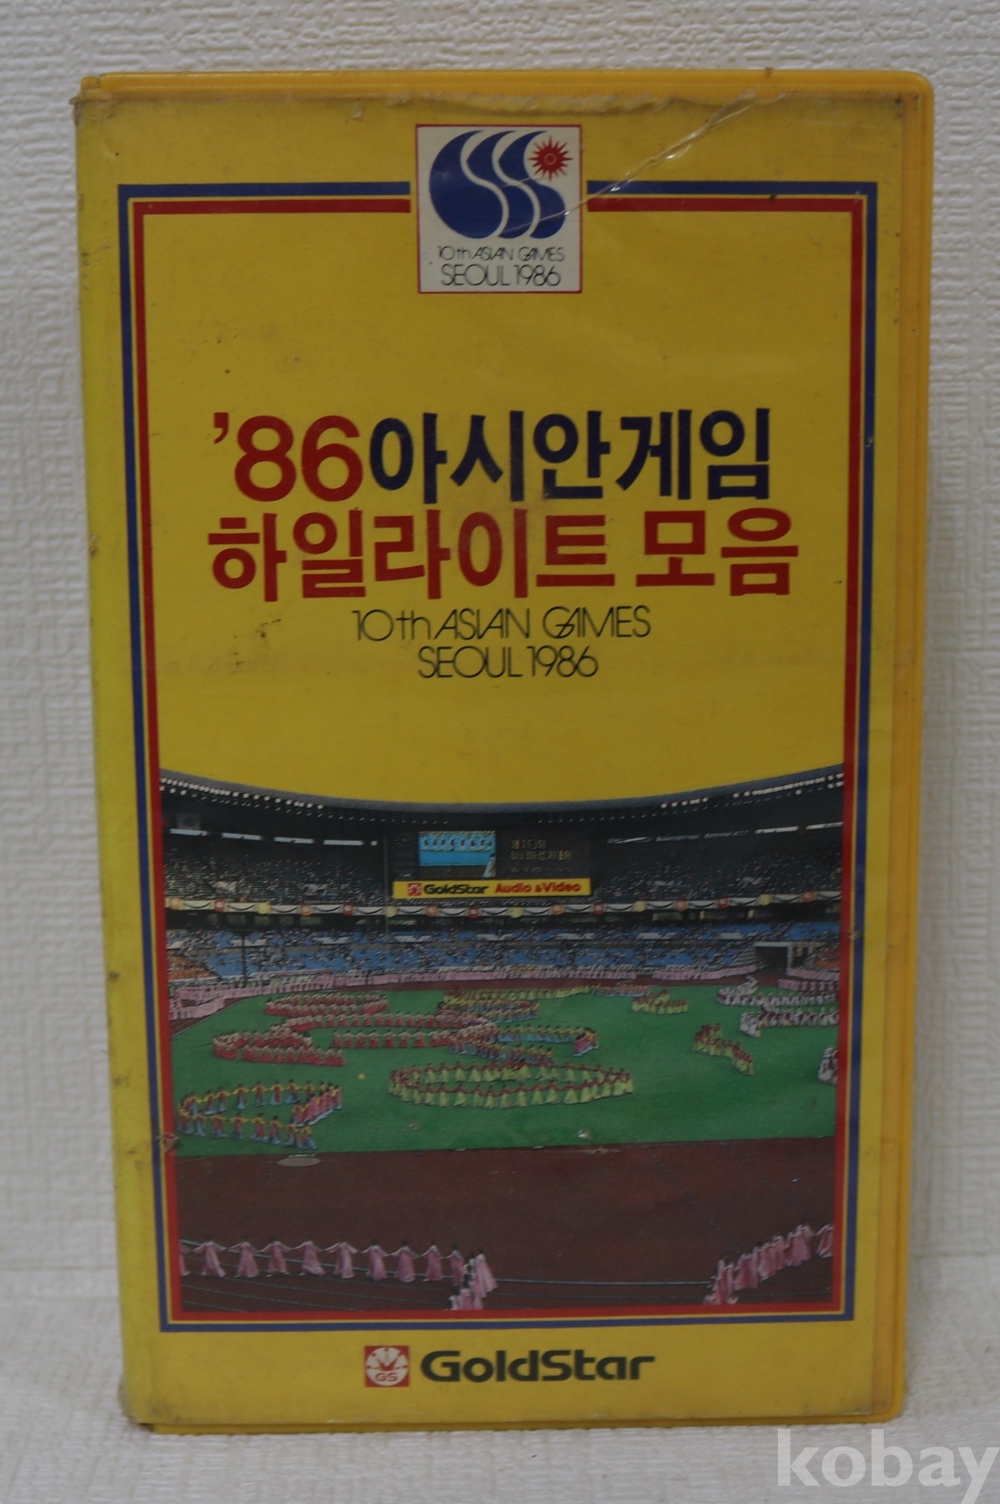 10th ASIAN GAMES
SEOUL 1986
'86아시안게임
하일라이트 모음
10th ASIAN GAMES
SEOUL 1986
GoldStar Audio & Video
GS GoldStar
kobay